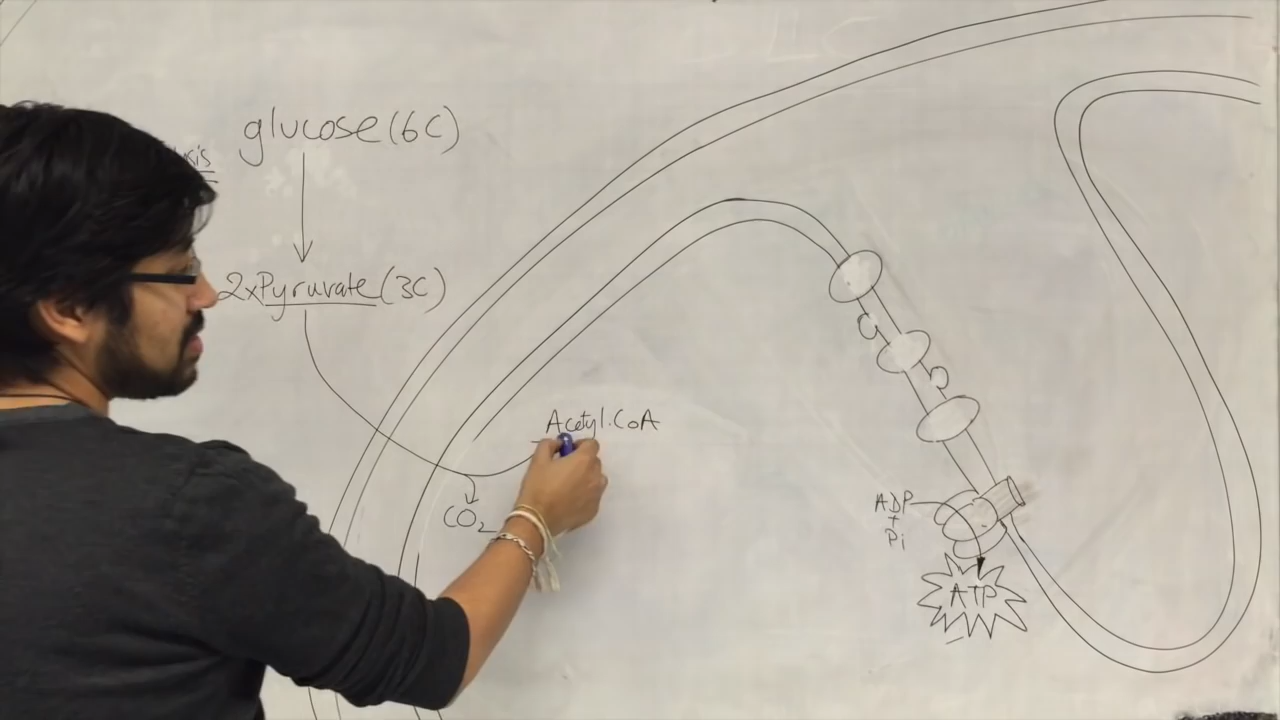 glucose (6C)
2xPyruvate (3C)
Acetyl.CoA
CO2
ADP
+
Pi
ATP